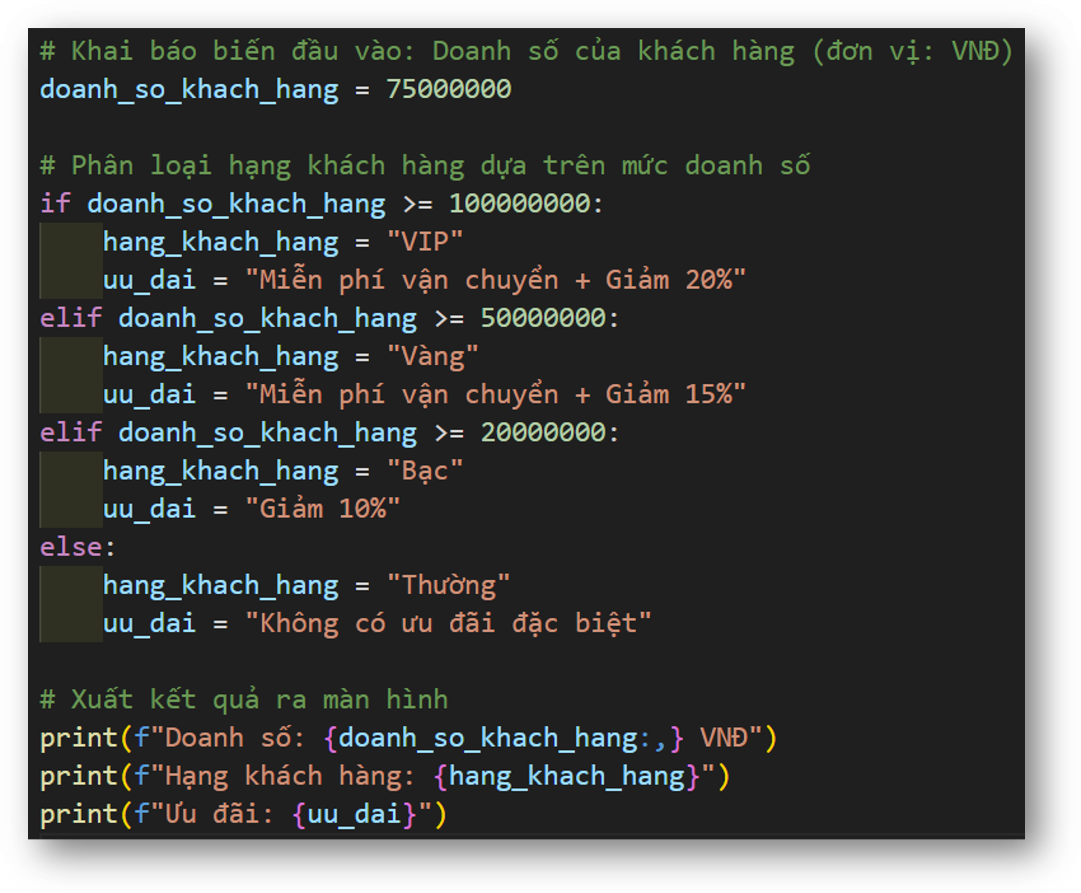 # Khai báo biến đầu vào: Doanh số của khách hàng (đơn vị: VNĐ)
doanh_so_khach_hang = 75000000

# Phân loại hạng khách hàng dựa trên mức doanh số
if doanh_so_khach_hang >= 100000000:
    hang_khach_hang = "VIP"
    uu_dai = "Miễn phí vận chuyển + Giảm 20%"
elif doanh_so_khach_hang >= 50000000:
    hang_khach_hang = "Vàng"
    uu_dai = "Miễn phí vận chuyển + Giảm 15%"
elif doanh_so_khach_hang >= 20000000:
    hang_khach_hang = "Bạc"
    uu_dai = "Giảm 10%"
else:
    hang_khach_hang = "Thường"
    uu_dai = "Không có ưu đãi đặc biệt"

# Xuất kết quả ra màn hình
print(f"Doanh số: {doanh_so_khach_hang:,} VNĐ")
print(f"Hạng khách hàng: {hang_khach_hang}")
print(f"Ưu đãi: {uu_dai}")